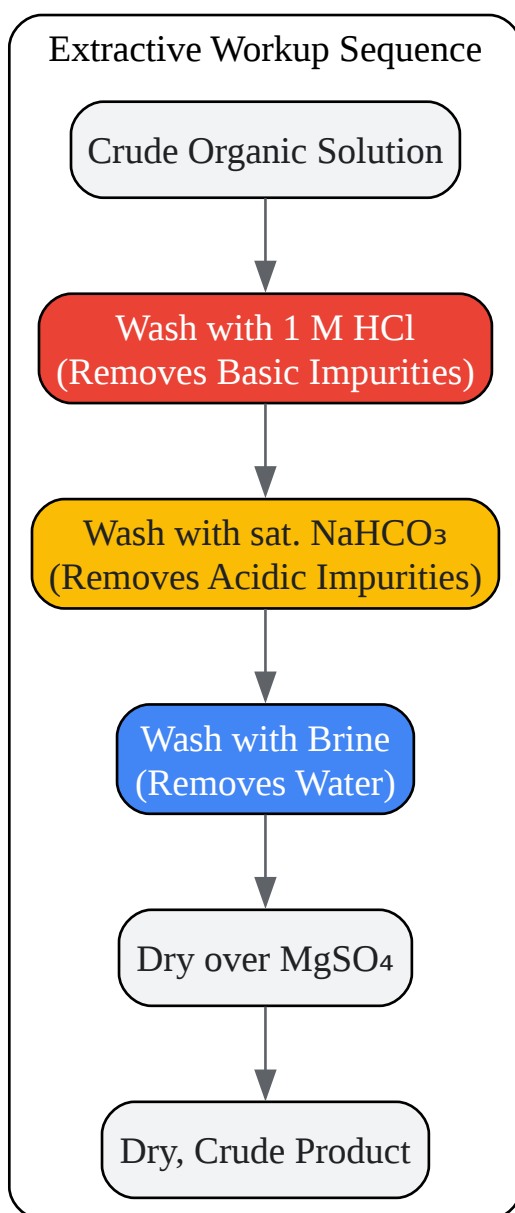 Extractive Workup Sequence
Crude Organic Solution
Wash with 1 M HCl
(Removes Basic Impurities)
Wash with sat. NaHCO₃
(Removes Acidic Impurities)
Wash with Brine
(Removes Water)
Dry over MgSO₄
Dry, Crude Product